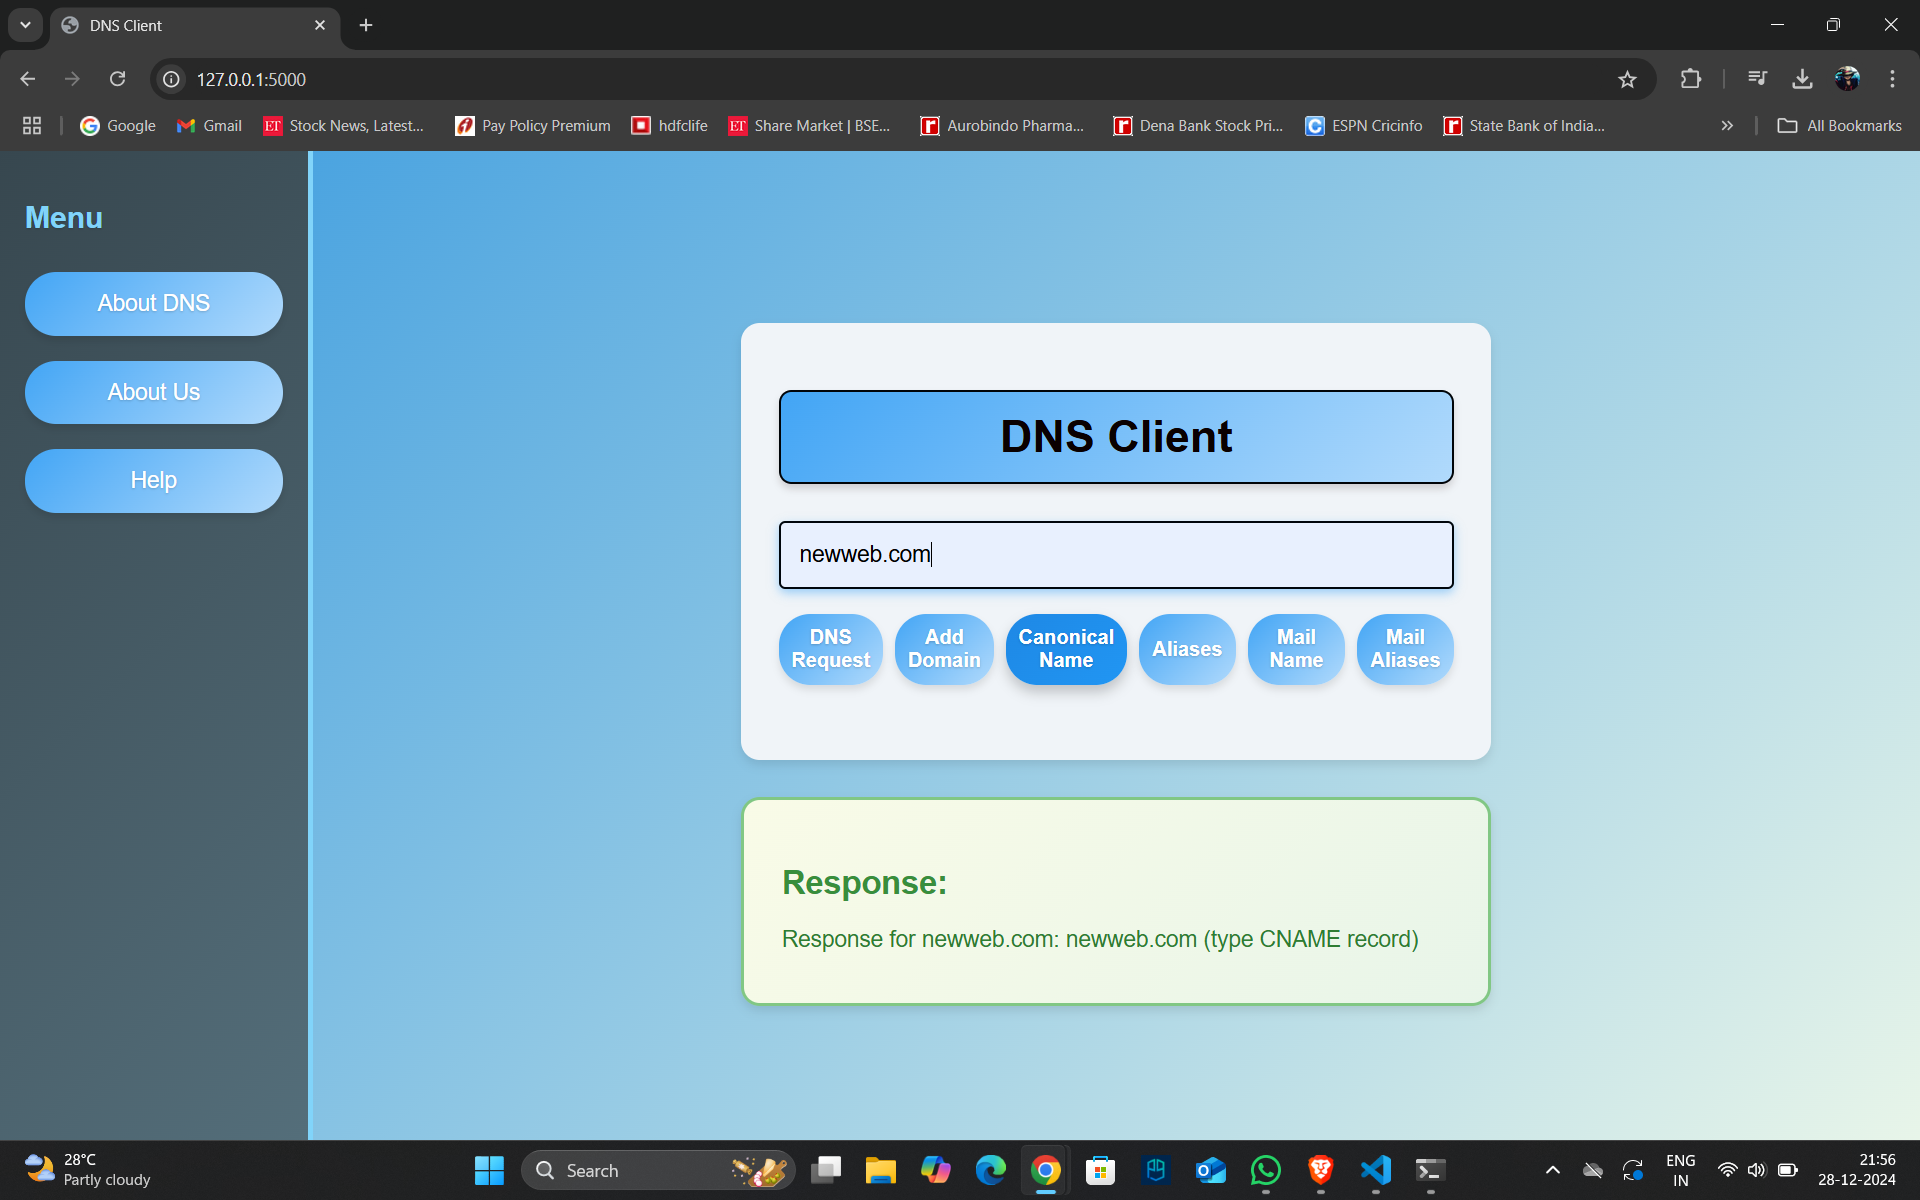 DNS Client
127.0.0.1:5000
Google
Gmail
ET Stock News, Latest...
Pay Policy Premium
hdfclife
ET Share Market | BSE...
r Aurobindo Pharma...
r Dena Bank Stock Pri...
C ESPN Cricinfo
r State Bank of India...
All Bookmarks
Menu
About DNS
About Us
Help
DNS Client
newweb.com
DNS
Request
Add
Domain
Canonical
Name
Aliases
Mail
Name
Mail
Aliases
Response:
Response for newweb.com: newweb.com (type CNAME record)
28°C
Partly cloudy
Search
ENG
IN
21:56
28-12-2024